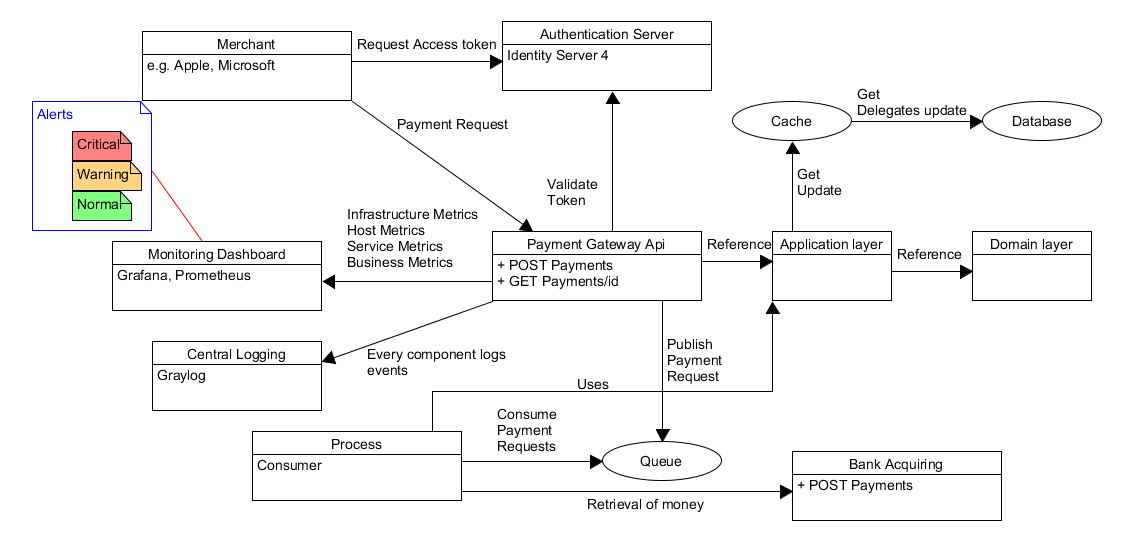 Merchant
e.g. Apple, Microsoft
Request Access token
Authentication Server
Identity Server 4
Alerts
Critical
Warning
Normal
Payment Request
Get
Delegates update
Cache
Database
Validate
Token
Get
Update
Infrastructure Metrics
Host Metrics
Service Metrics
Business Metrics
Monitoring Dashboard
Grafana, Prometheus
Payment Gateway Api
+ POST Payments
+ GET Payments/id
Reference
Application layer
Reference
Domain layer
Central Logging
Graylog
Every component logs
events
Publish
Payment
Request
Uses
Process
Consumer
Consume
Payment
Requests
Queue
Retrieval of money
Bank Acquiring
+ POST Payments